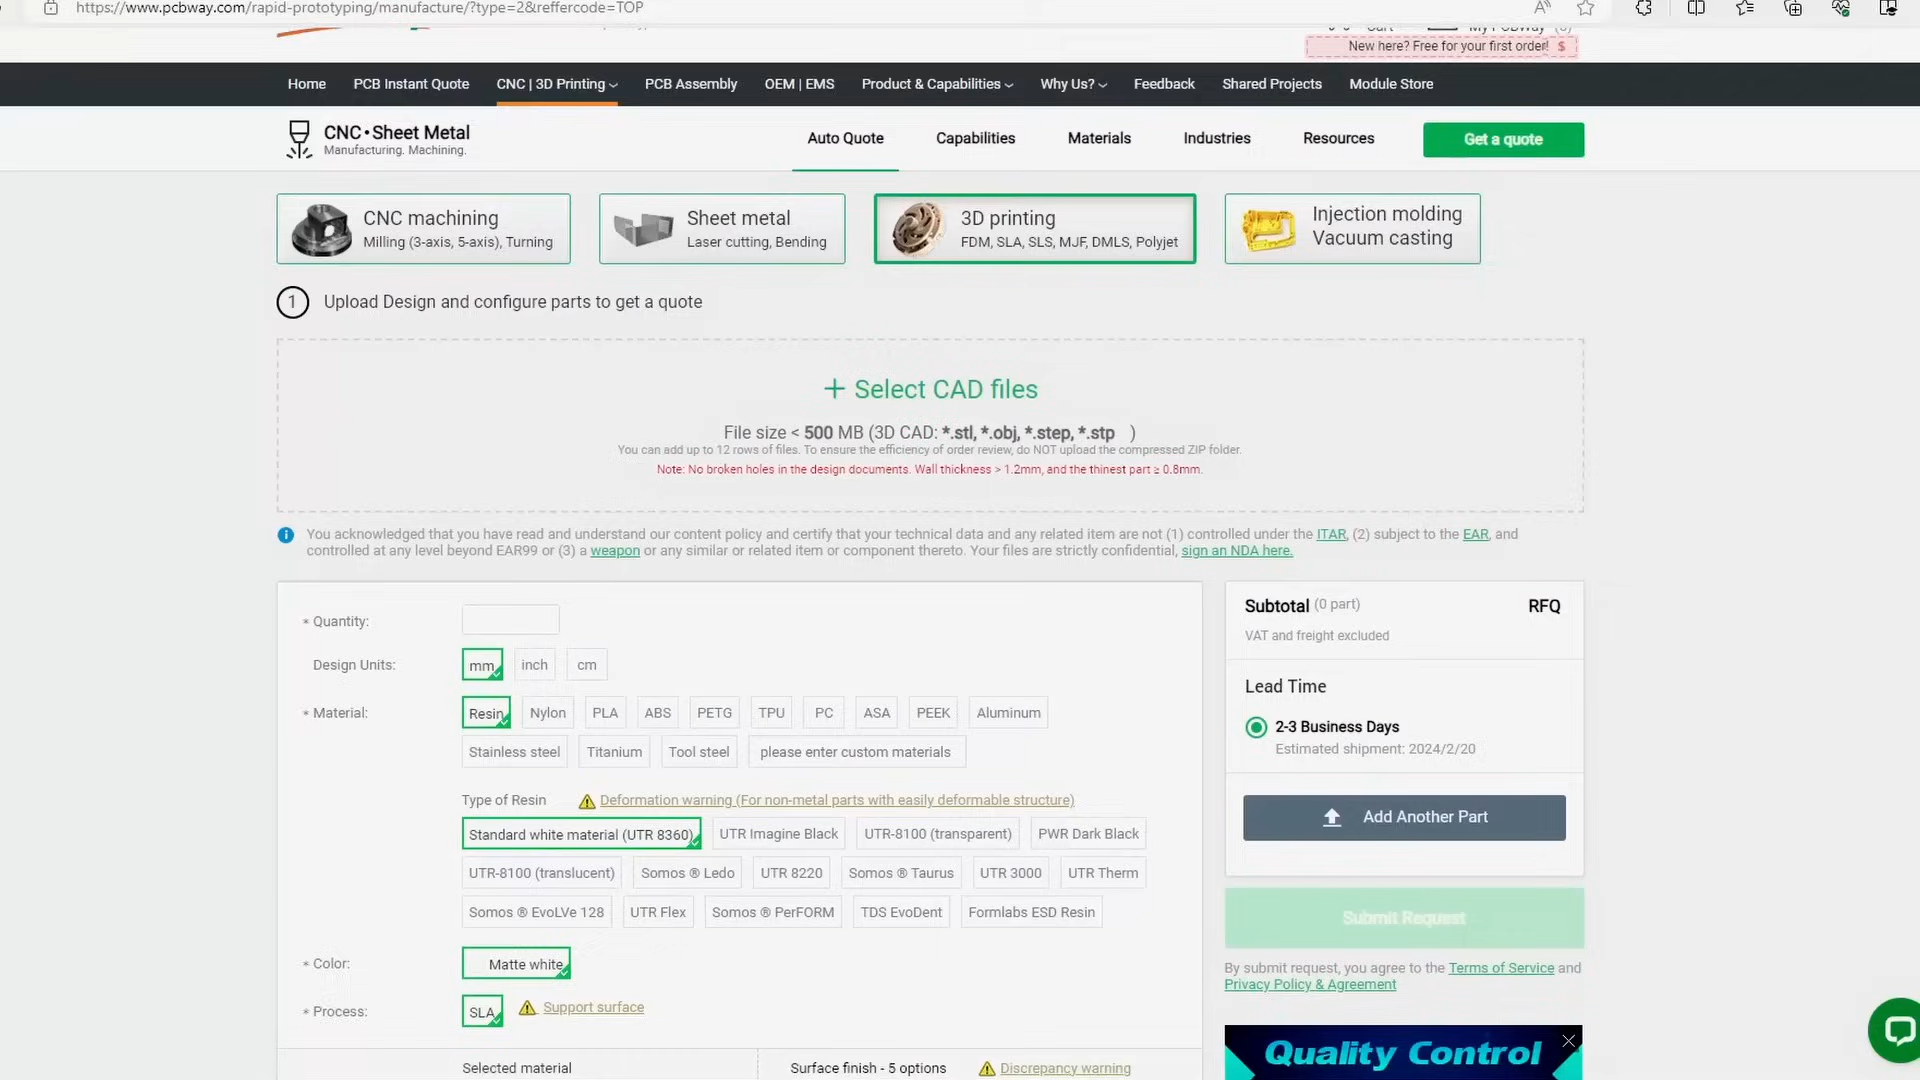 https://www.pcbway.com/rapid-prototyping/manufacture/?type=2&reffercode=TOP
New here? Free for your first order! $
Home PCB Instant Quote CNC | 3D Printing PCB Assembly OEM | EMS Product & Capabilities Why Us? Feedback Shared Projects Module Store
CNC•Sheet Metal
Manufacturing. Machining.
Auto Quote Capabilities Materials Industries Resources Get a quote
CNC machining
Milling (3-axis, 5-axis), Turning
Sheet metal
Laser cutting, Bending
3D printing
FDM, SLA, SLS, MJF, DMLS, Polyjet
Injection molding
Vacuum casting
1 Upload Design and configure parts to get a quote
+ Select CAD files
File size < 500 MB (3D CAD: *.stl, *.obj, *.step, *.stp )
You can add up to 12 rows of files. To ensure the efficiency of order review, do NOT upload the compressed ZIP folder.
Note: No broken holes in the design documents. Wall thickness > 1.2mm, and the thinest part ≥ 0.8mm.
You acknowledged that you have read and understand our content policy and certify that your technical data and any related item are not (1) controlled under the ITAR, (2) subject to the EAR, and
controlled at any level beyond EAR99 or (3) a weapon or any similar or related item or component thereto. Your files are strictly confidential, sign an NDA here.
* Quantity:
Design Units: mm inch cm
* Material: Resin Nylon PLA ABS PETG TPU PC ASA PEEK Aluminum
Stainless steel Titanium Tool steel please enter custom materials
Type of Resin Deformation warning (For non-metal parts with easily deformable structure)
Standard white material (UTR 8360) UTR Imagine Black UTR-8100 (transparent) PWR Dark Black
UTR-8100 (translucent) Somos ® Ledo UTR 8220 Somos ® Taurus UTR 3000 UTR Therm
Somos ® EvoLVe 128 UTR Flex Somos ® PerFORM TDS EvoDent Formlabs ESD Resin
* Color: Matte white
* Process: SLA Support surface
Selected material Surface finish - 5 options Discrepancy warning
Subtotal (0 part) RFQ
VAT and freight excluded
Lead Time
2-3 Business Days
Estimated shipment: 2024/2/20
Add Another Part
Submit Request
By submit request, you agree to the Terms of Service and
Privacy Policy & Agreement
Quality Control